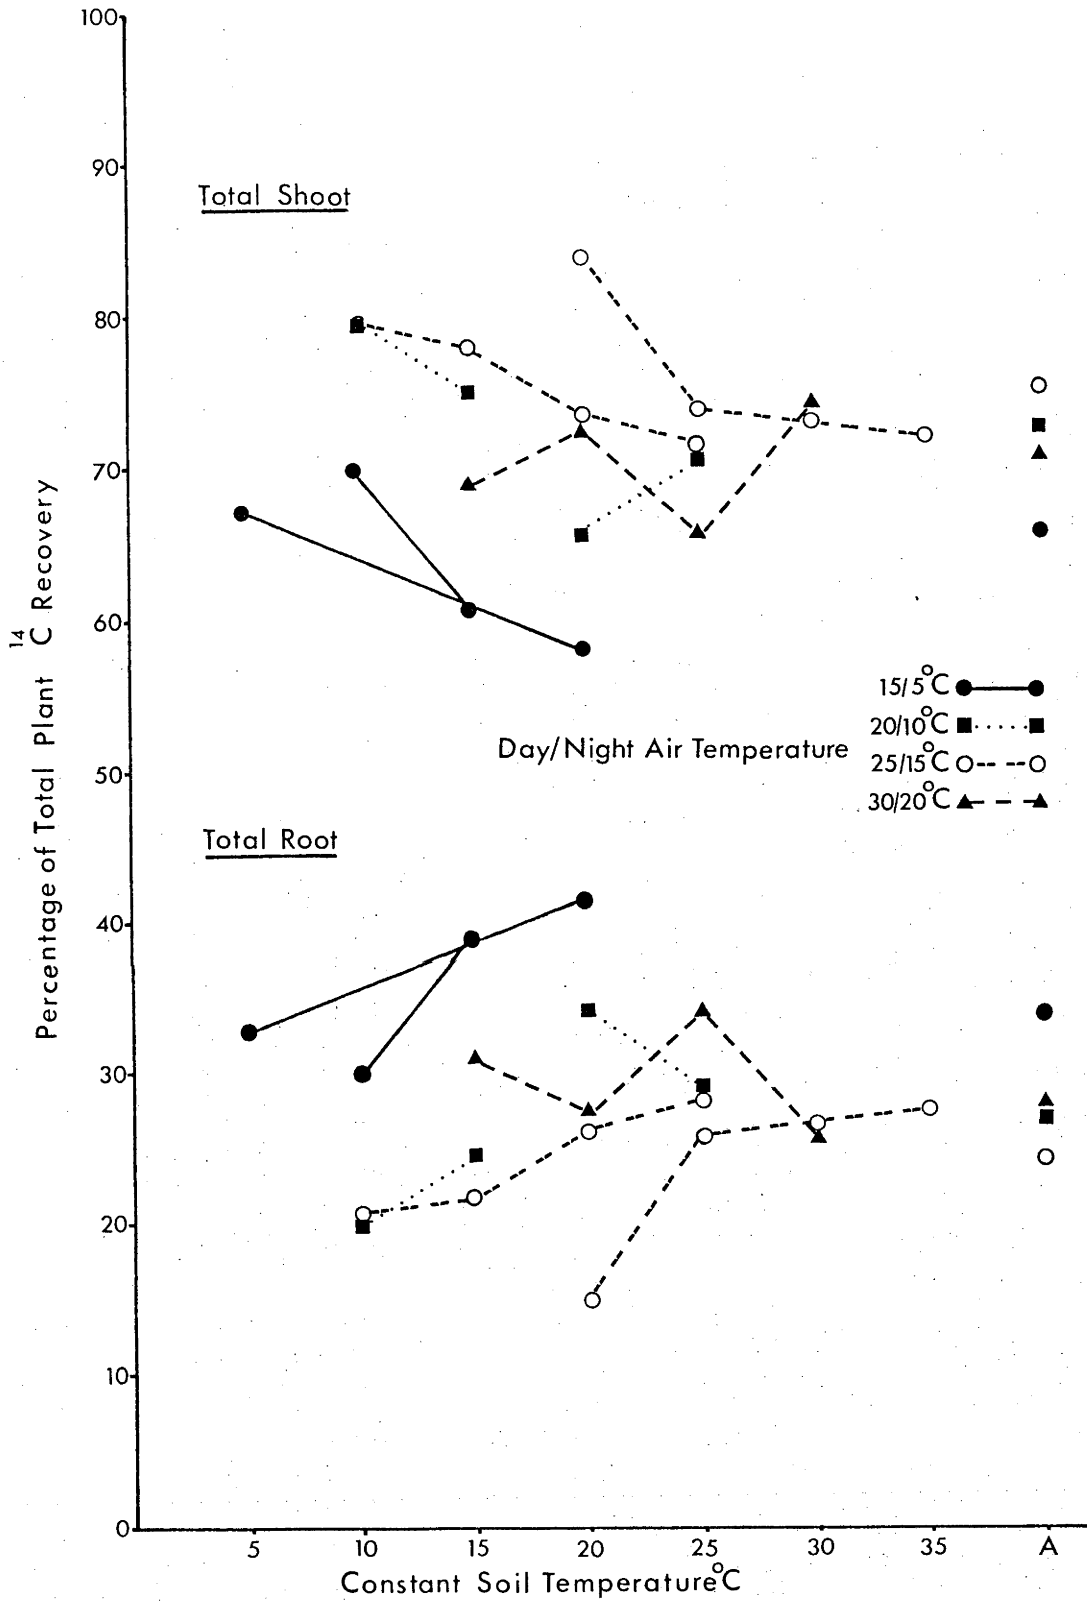 100
90
Total Shoot
80
70
60
50
40
30
20
10
0
Percentage of Total Plant 14C Recovery
15/5°C
20/10°C
Day/Night Air Temperature
25/15°C
30/20°C
Total Root
5 10 15 20 25 30 35 A
Constant Soil Temperature°C